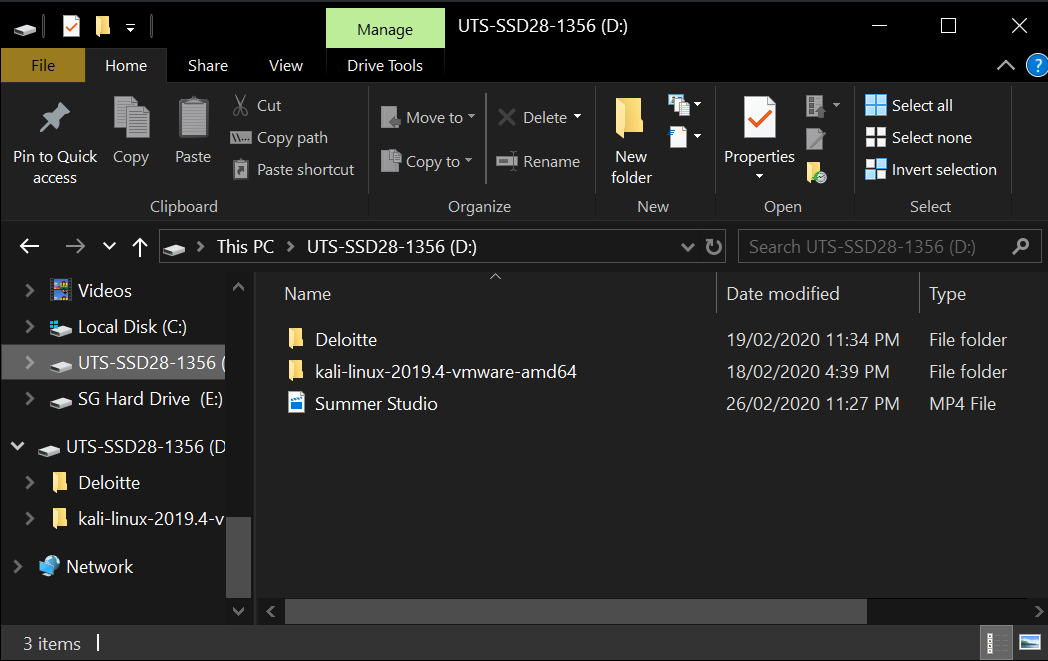 Manage
UTS-SSD28-1356 (D:)
File
Home
Share
View
Drive Tools
?
Pin to Quick access
Copy
Paste
Cut
Copy path
Paste shortcut
Clipboard
Move to
Copy to
Delete
Rename
Organize
New folder
New
Properties
Open
Select all
Select none
Invert selection
Select
This PC
UTS-SSD28-1356 (D:)
Search UTS-SSD28-1356 (D:)
Videos
Local Disk (C:)
UTS-SSD28-1356 (
SG Hard Drive (E:)
UTS-SSD28-1356 (D
Deloitte
kali-linux-2019.4-v
Network
Name Date modified Type
Deloitte 19/02/2020 11:34 PM File folder
kali-linux-2019.4-vmware-amd64 18/02/2020 4:39 PM File folder
Summer Studio 26/02/2020 11:27 PM MP4 File
3 items